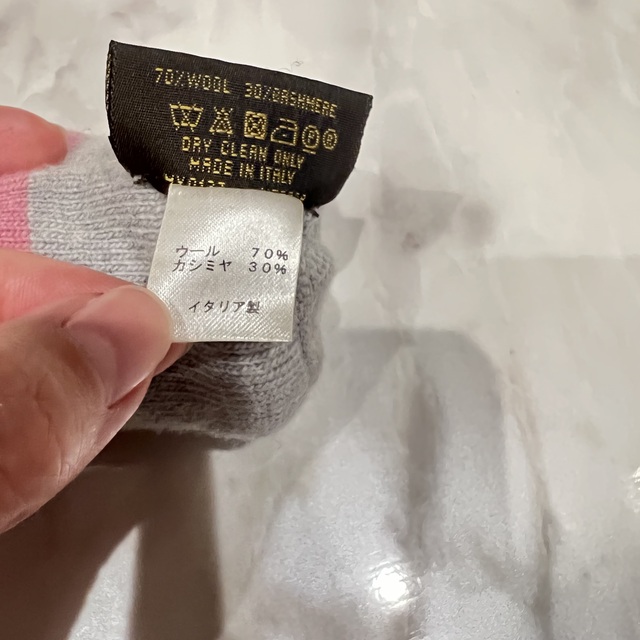 70%WOOL 30%CASHMERE
DRY CLEAN ONLY
MADE IN ITALY
ウール 70%
カシミヤ 30%
イタリア製